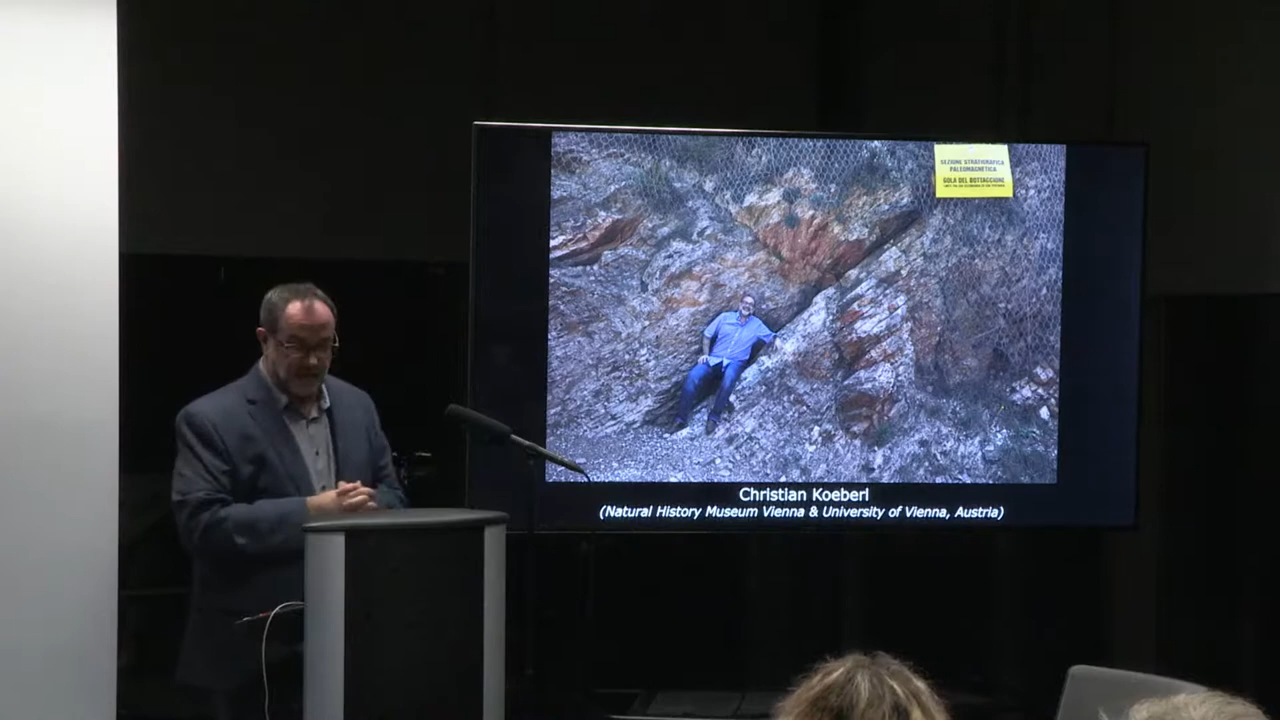 SEZIONE STRATIGRAFICA
PALEOMAGNETICA
GOLA DEL BOTTACCIONE
Christian Koeberl
(Natural History Museum Vienna & University of Vienna, Austria)